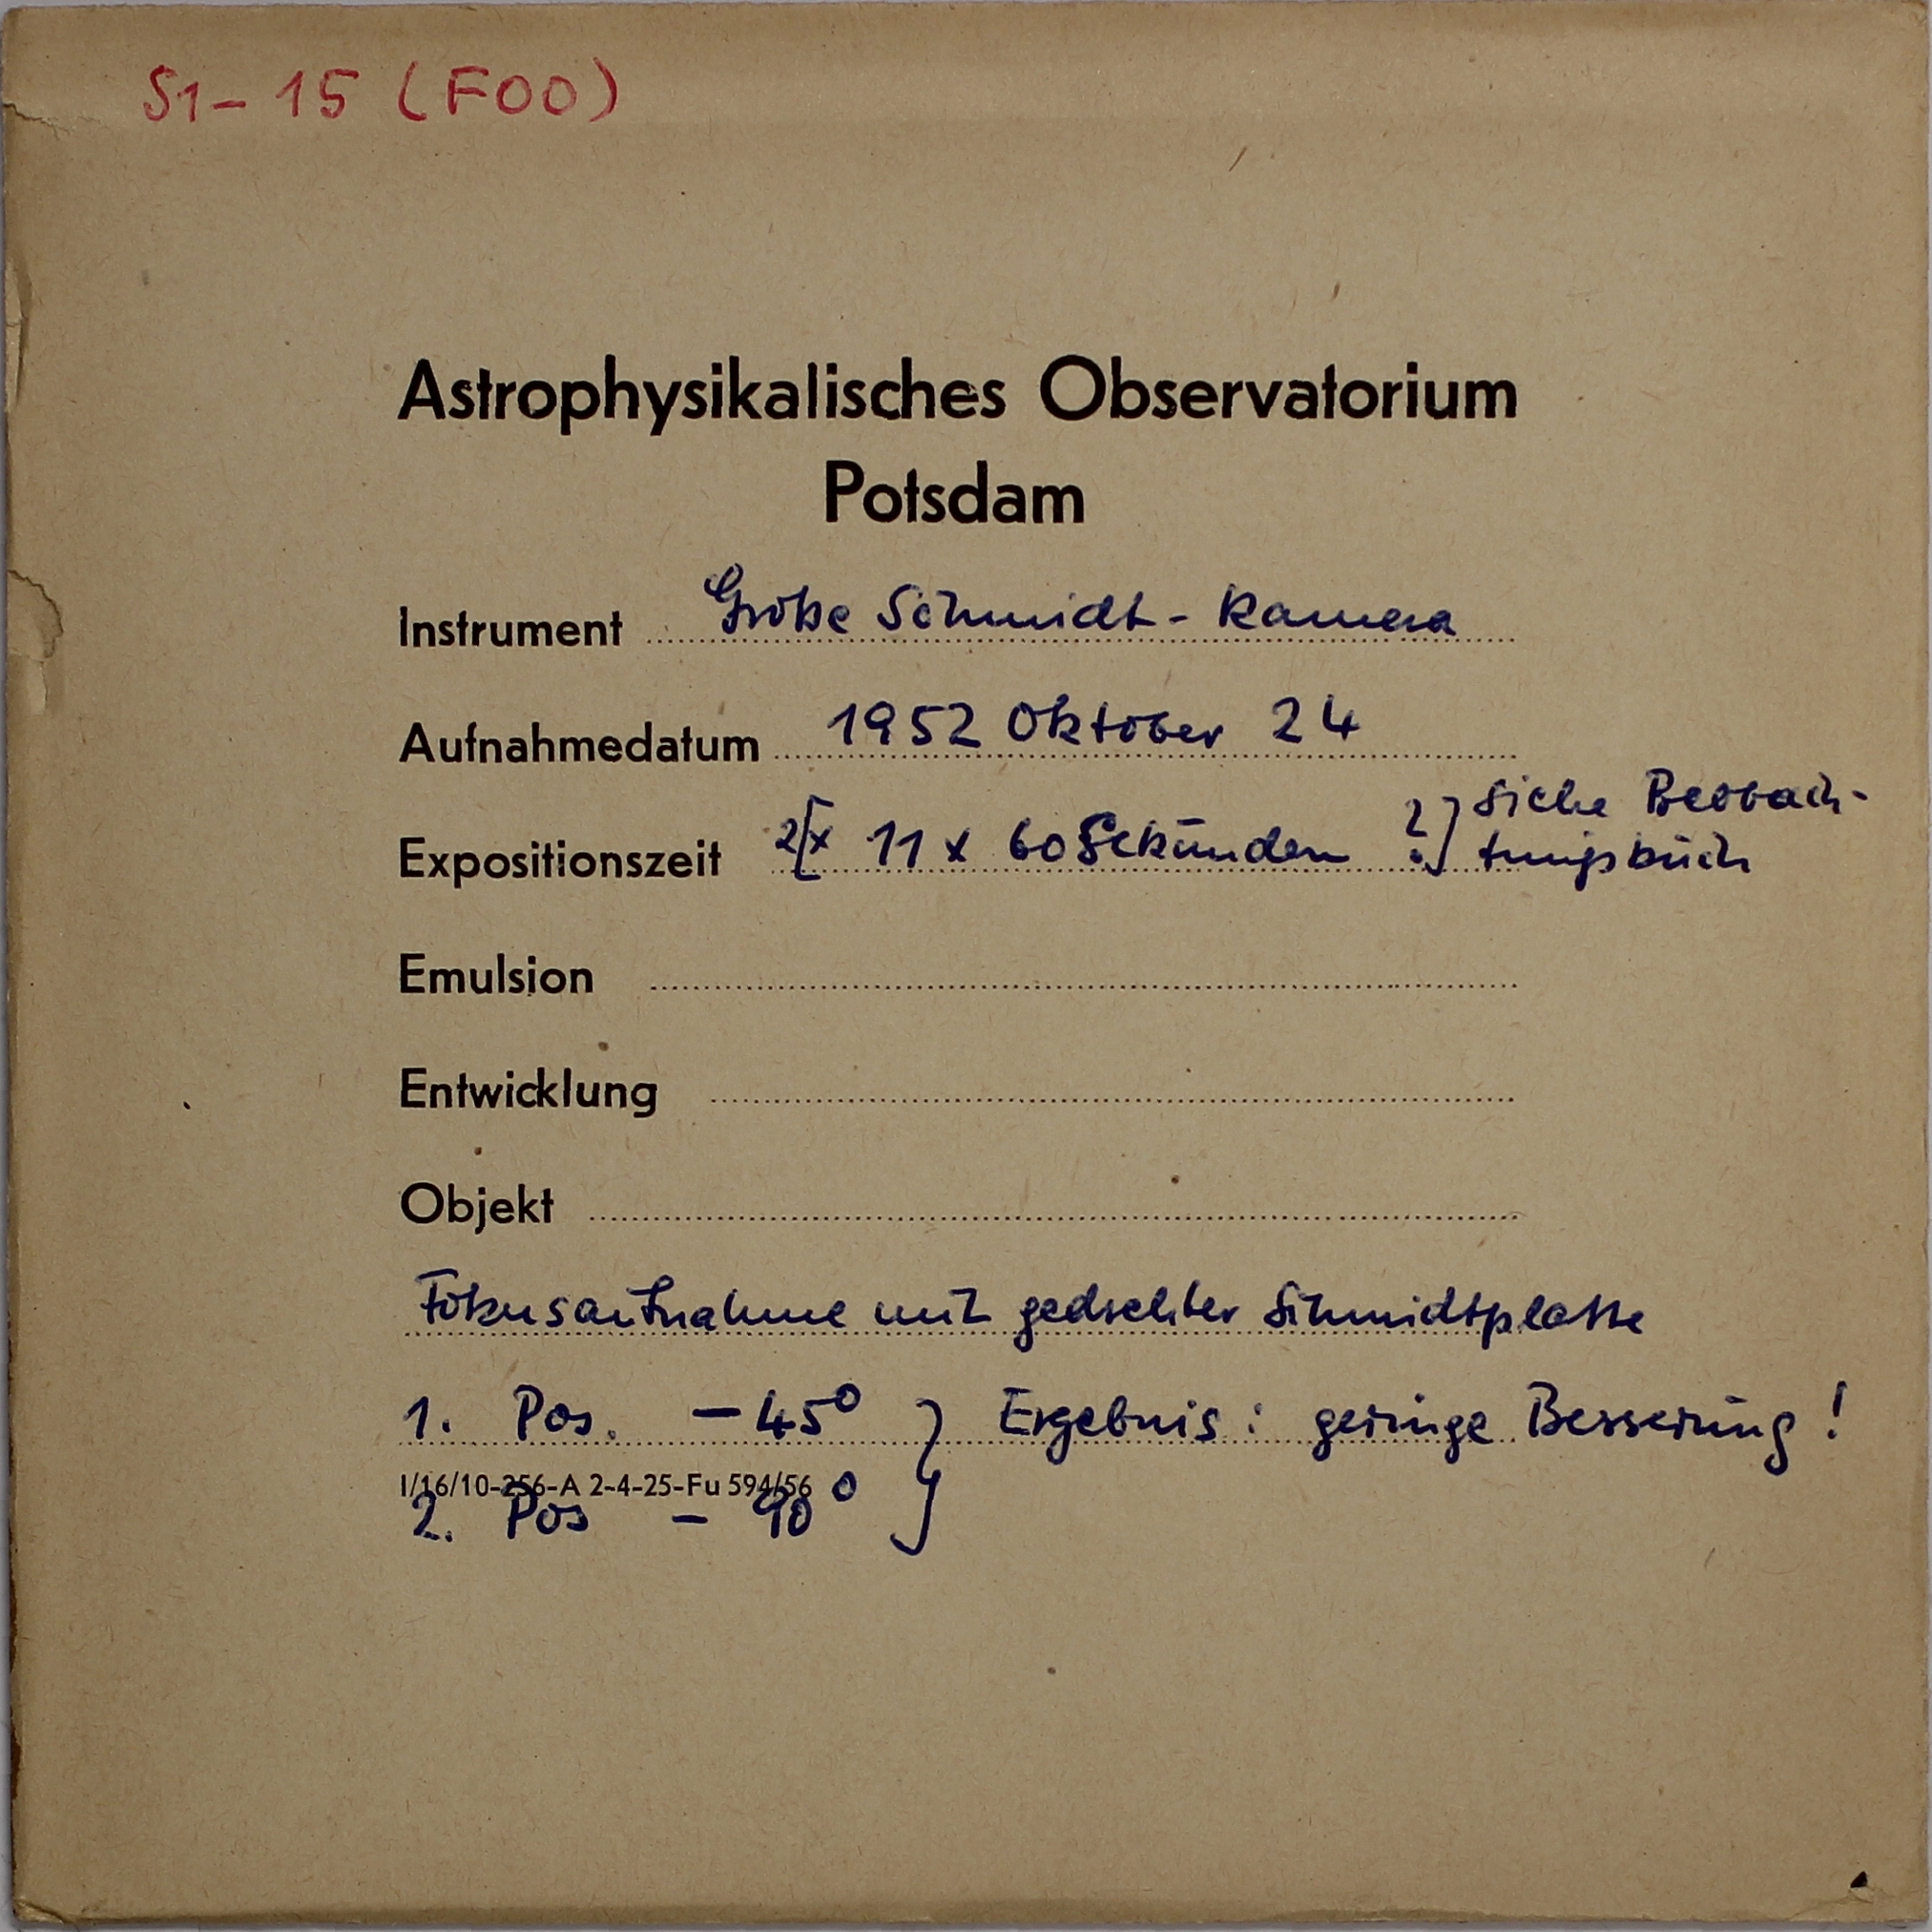 S1 - 15 (F00)
Astrophysikalisches Observatorium
Potsdam
Instrument Große Schmidt - Kamera
Aufnahmedatum 1952 Oktober 24
Expositionszeit 2[x 11 x 60 Sekunden ?] siehe Beobach-
tungsbuch
Emulsion
Entwicklung
Objekt
Fokusaufnahme mit gedrehter Schmidtplatte
1. Pos. - 45° } Ergebnis: geringe Besserung!
I/16/10-256-A 2-4-25-Fu 594/56
2. Pos - 90°